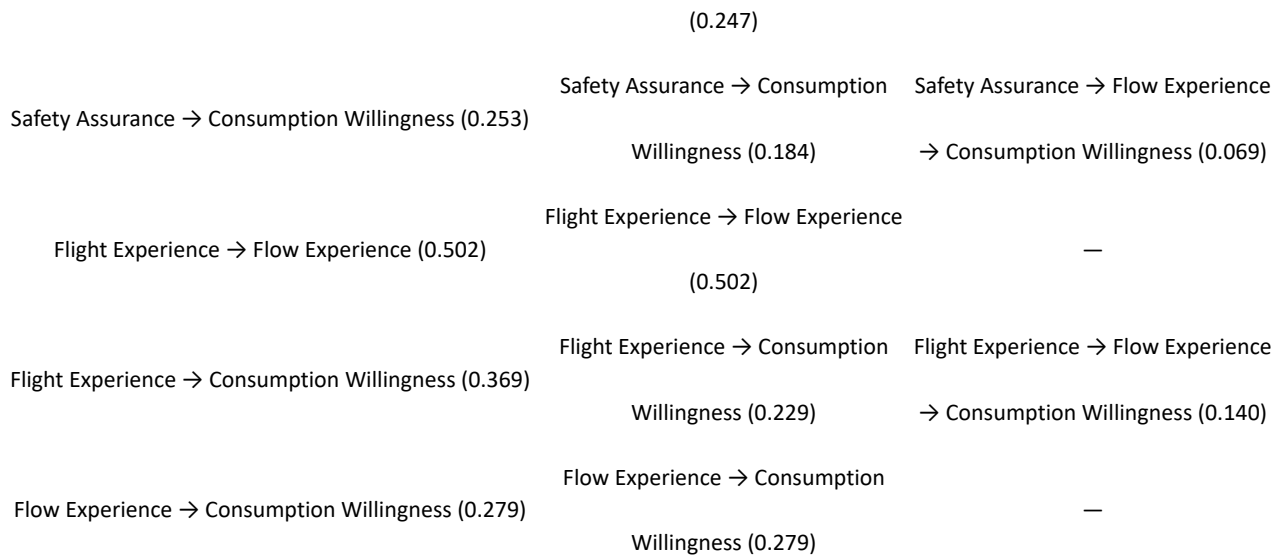 (0.247)
Safety Assurance → Consumption Safety Assurance → Flow Experience
Safety Assurance → Consumption Willingness (0.253)
Willingness (0.184) → Consumption Willingness (0.069)
Flight Experience → Flow Experience
Flight Experience → Flow Experience (0.502) —
(0.502)
Flight Experience → Consumption Flight Experience → Flow Experience
Flight Experience → Consumption Willingness (0.369)
Willingness (0.229) → Consumption Willingness (0.140)
Flow Experience → Consumption
Flow Experience → Consumption Willingness (0.279) —
Willingness (0.279)